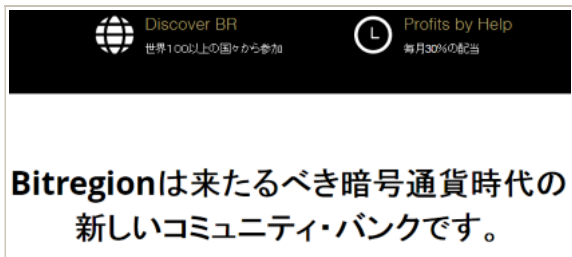 Discover BR
世界100以上の国々から参加
Profits by Help
毎月30%の配当
Bitregionは来たるべき暗号通貨時代の
新しいコミュニティ・バンクです。